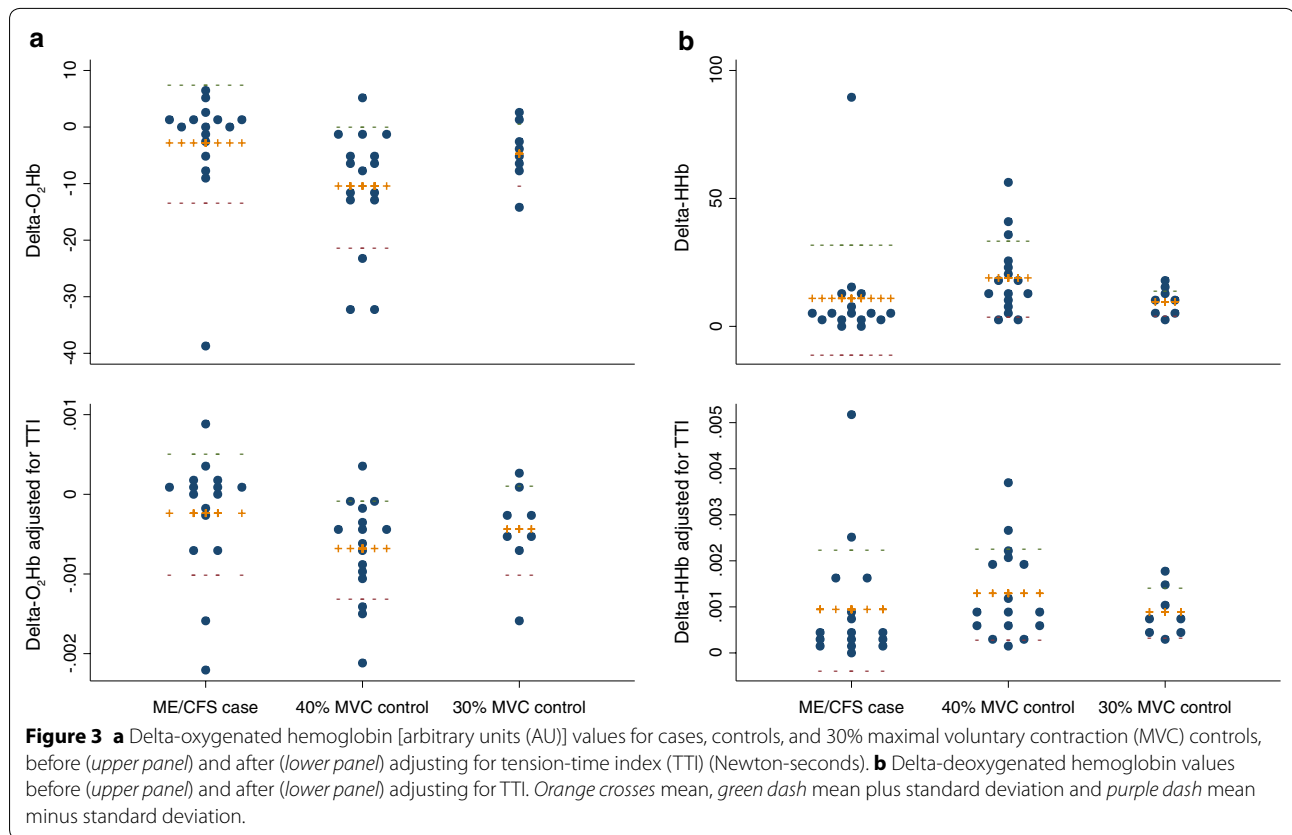 a
b
10
0
-10
-20
-30
-40
Delta-O₂Hb
100
50
0
Delta-HHb
.001
0
-.001
-.002
Delta-O₂Hb adjusted for TTI
.005
.004
.003
.002
.001
0
Delta-HHb adjusted for TTI
ME/CFS case 40% MVC control 30% MVC control
ME/CFS case 40% MVC control 30% MVC control
Figure 3 a Delta-oxygenated hemoglobin [arbitrary units (AU)] values for cases, controls, and 30% maximal voluntary contraction (MVC) controls,
before (upper panel) and after (lower panel) adjusting for tension-time index (TTI) (Newton-seconds). b Delta-deoxygenated hemoglobin values
before (upper panel) and after (lower panel) adjusting for TTI. Orange crosses mean, green dash mean plus standard deviation and purple dash mean
minus standard deviation.